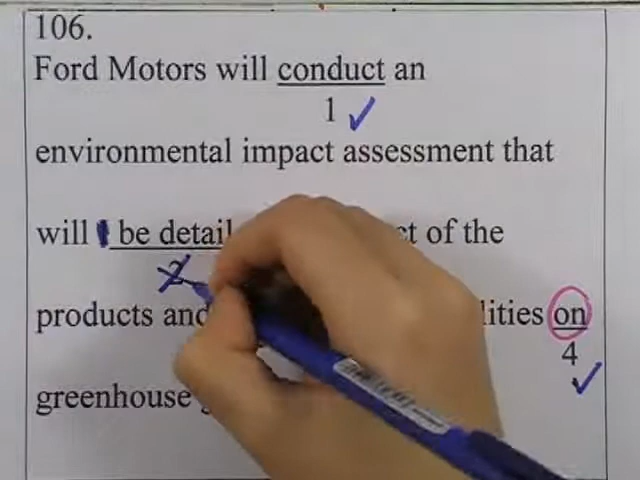 106.
Ford Motors will conduct an
1
environmental impact assessment that
will be detail ct of the
2
products and lities on
4
greenhouse